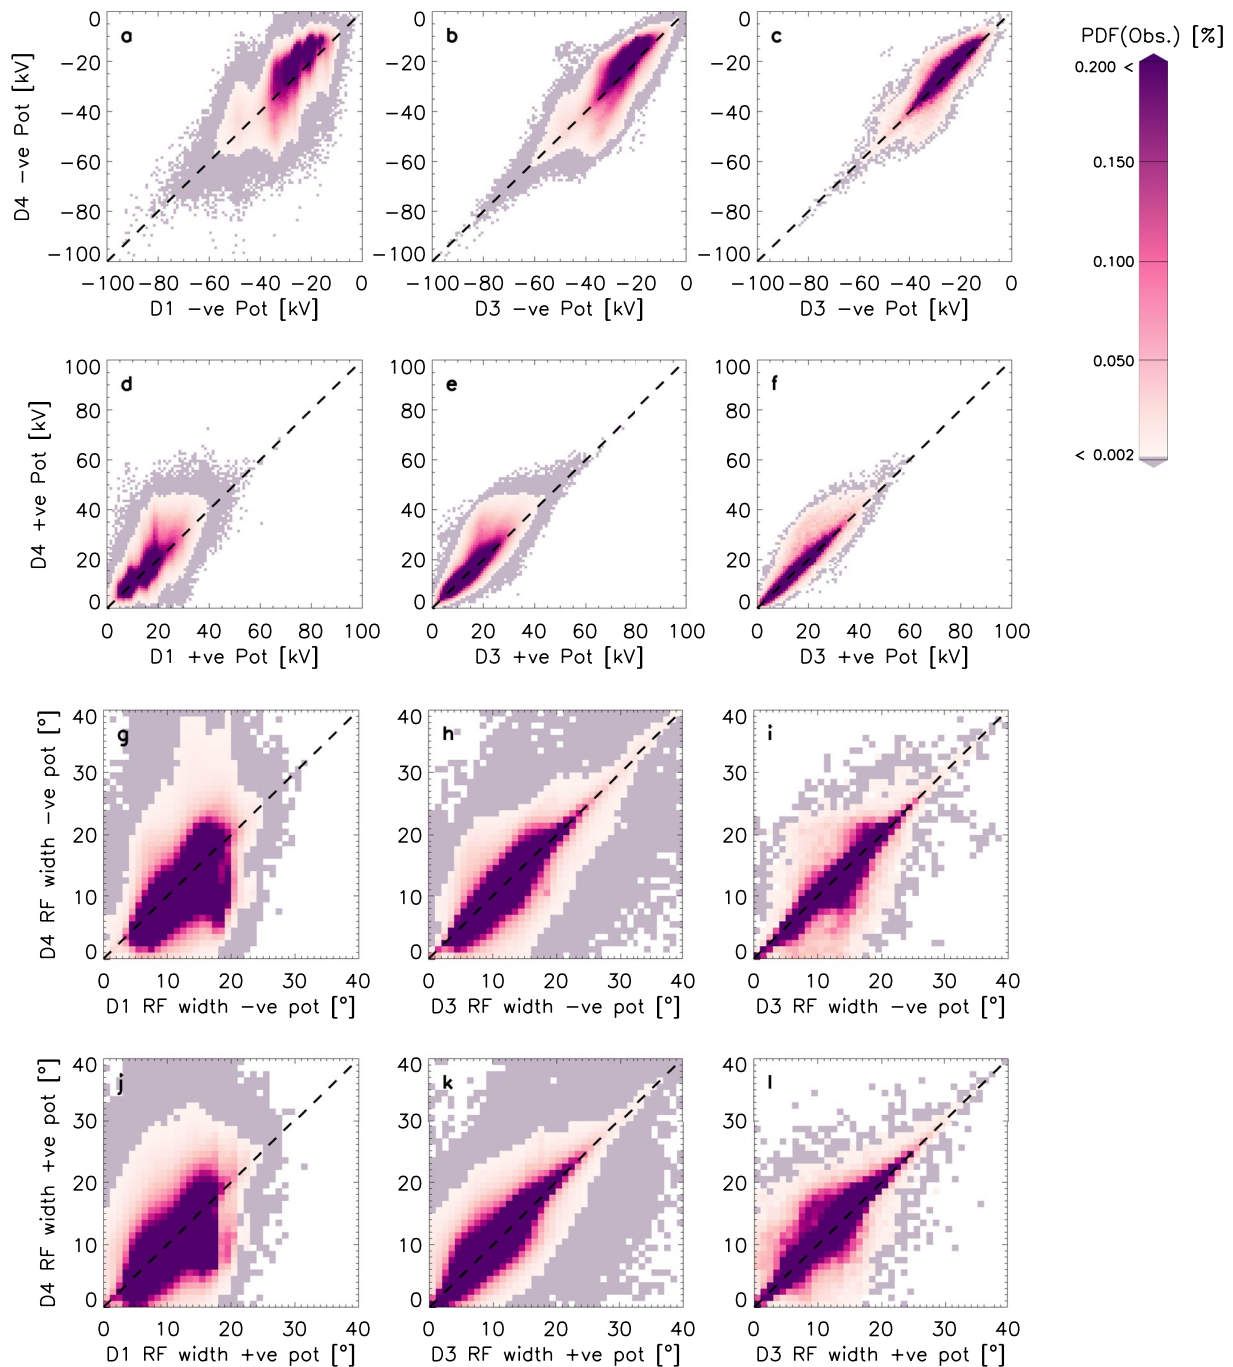 PDF(Obs.) [%]
0.200 <
0.150
0.100
0.050
< 0.002
a
0
−20
−40
−60
−80
−100
D4 −ve Pot [kV]
−100 −80 −60 −40 −20 0
D1 −ve Pot [kV]
b
0
−20
−40
−60
−80
−100
−100 −80 −60 −40 −20 0
D3 −ve Pot [kV]
c
0
−20
−40
−60
−80
−100
−100 −80 −60 −40 −20 0
D3 −ve Pot [kV]
d
100
80
60
40
20
0
D4 +ve Pot [kV]
0 20 40 60 80 100
D1 +ve Pot [kV]
e
100
80
60
40
20
0
0 20 40 60 80 100
D3 +ve Pot [kV]
f
100
80
60
40
20
0
0 20 40 60 80 100
D3 +ve Pot [kV]
g
40
30
20
10
0
D4 RF width −ve pot [°]
0 10 20 30 40
D1 RF width −ve pot [°]
h
40
30
20
10
0
0 10 20 30 40
D3 RF width −ve pot [°]
i
40
30
20
10
0
0 10 20 30 40
D3 RF width −ve pot [°]
j
40
30
20
10
0
D4 RF width +ve pot [°]
0 10 20 30 40
D1 RF width +ve pot [°]
k
40
30
20
10
0
0 10 20 30 40
D3 RF width +ve pot [°]
l
40
30
20
10
0
0 10 20 30 40
D3 RF width +ve pot [°]